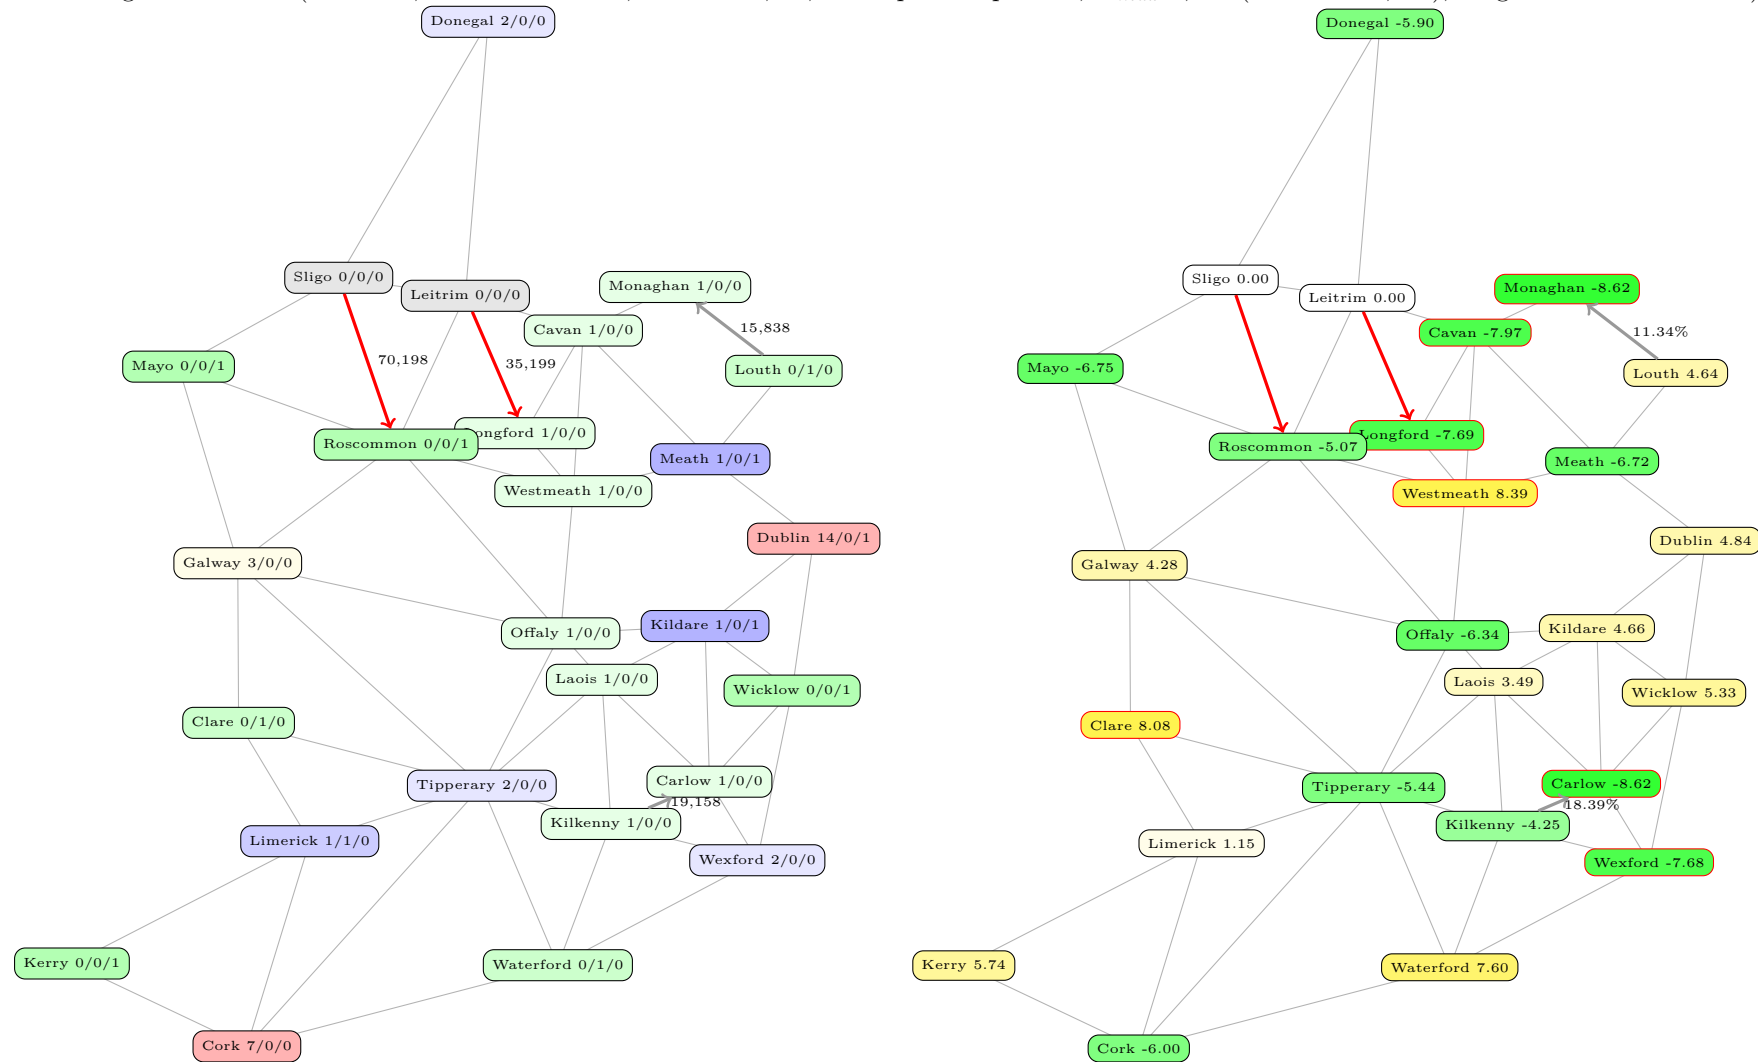 Donegal 2/0/0
Sligo 0/0/0
Leitrim 0/0/0
Monaghan 1/0/0
Cavan 1/0/0
15,838
70,198
35,199
Mayo 0/0/1
Louth 0/1/0
Roscommon 0/0/1
ongford 1/0/0
Meath 1/0/1
Westmeath 1/0/0
Dublin 14/0/1
Galway 3/0/0
Offaly 1/0/0
Kildare 1/0/1
Laois 1/0/0
Wicklow 0/0/1
Clare 0/1/0
Tipperary 2/0/0
Carlow 1/0/0
19,158
Kilkenny 1/0/0
Limerick 1/1/0
Wexford 2/0/0
Kerry 0/0/1
Waterford 0/1/0
Cork 7/0/0
Donegal -5.90
Sligo 0.00
Leitrim 0.00
Monaghan -8.62
Cavan -7.97
11.34%
Mayo -6.75
Louth 4.64
Roscommon -5.07
Longford -7.69
Meath -6.72
Westmeath 8.39
Dublin 4.84
Galway 4.28
Offaly -6.34
Kildare 4.66
Laois 3.49
Wicklow 5.33
Clare 8.08
Tipperary -5.44
Carlow -8.62
18.39%
Kilkenny -4.25
Limerick 1.15
Wexford -7.68
Kerry 5.74
Waterford 7.60
Cork -6.00